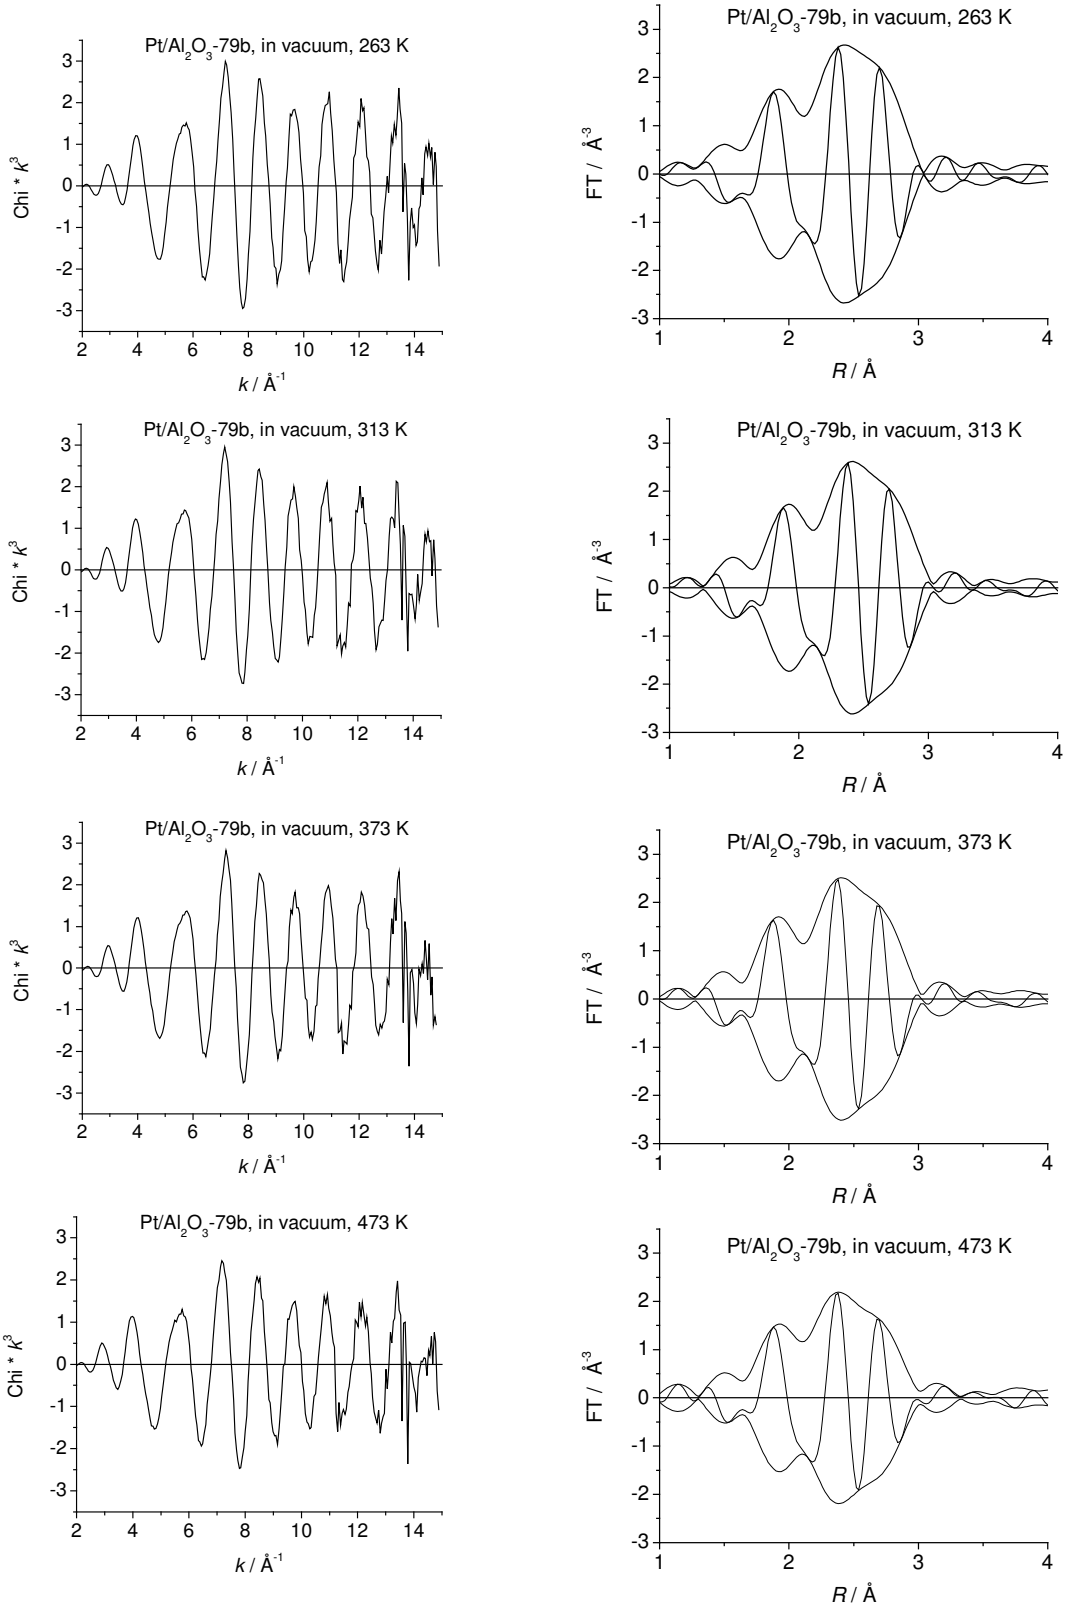 Pt/Al2O3-79b, in vacuum, 263 K
3
2
1
0
-1
-2
-3
Chi * k3
2 4 6 8 10 12 14
k / Å-1
Pt/Al2O3-79b, in vacuum, 263 K
3
2
1
0
-1
-2
-3
FT / Å-3
1 2 3 4
R / Å
Pt/Al2O3-79b, in vacuum, 313 K
3
2
1
0
-1
-2
-3
Chi * k3
2 4 6 8 10 12 14
k / Å-1
Pt/Al2O3-79b, in vacuum, 313 K
3
2
1
0
-1
-2
-3
FT / Å-3
1 2 3 4
R / Å
Pt/Al2O3-79b, in vacuum, 373 K
3
2
1
0
-1
-2
-3
Chi * k3
2 4 6 8 10 12 14
k / Å-1
Pt/Al2O3-79b, in vacuum, 373 K
3
2
1
0
-1
-2
-3
FT / Å-3
1 2 3 4
R / Å
Pt/Al2O3-79b, in vacuum, 473 K
3
2
1
0
-1
-2
-3
Chi * k3
2 4 6 8 10 12 14
k / Å-1
Pt/Al2O3-79b, in vacuum, 473 K
3
2
1
0
-1
-2
-3
FT / Å-3
1 2 3 4
R / Å